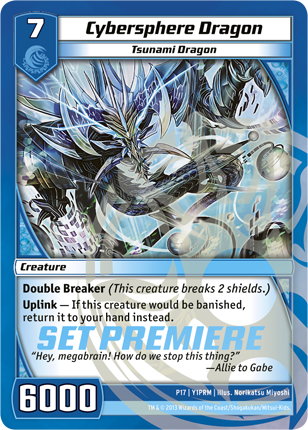 7
Cybersphere Dragon
Tsunami Dragon
Creature
Double Breaker (This creature breaks 2 shields.)
Uplink — If this creature would be banished,
return it to your hand instead.
SET PREMIERE
"Hey, megabrain! How do we stop this thing?"
—Allie to Gabe
6000
P17 | Y1PRM | Illus. Norikatsu Miyoshi
TM & © 2013 Wizards of the Coast/Shogakukan/Mitsui-Kids